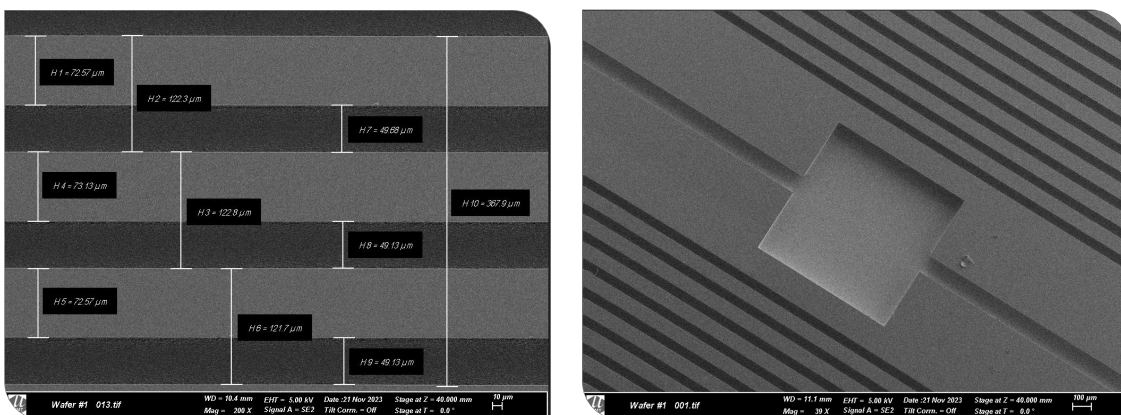 H 1 = 72.57 µm
H 2 = 122.3 µm
H 7 = 49.68 µm
H 4 = 73.13 µm
H 3 = 122.8 µm
H 10 = 367.9 µm
H 8 = 49.13 µm
H 5 = 72.57 µm
H 6 = 121.7 µm
H 9 = 49.13 µm
Wafer #1 013.tif
WD = 10.4 mm EHT = 5.00 kV Date :21 Nov 2023 Stage at Z = 40.000 mm 10 µm
Mag = 200 X Signal A = SE2 Tilt Corrn. = Off Stage at T = 0.0 °
Wafer #1 001.tif
WD = 11.1 mm EHT = 5.00 kV Date :21 Nov 2023 Stage at Z = 40.000 mm 100 µm
Mag = 39 X Signal A = SE2 Tilt Corrn. = Off Stage at T = 0.0 °